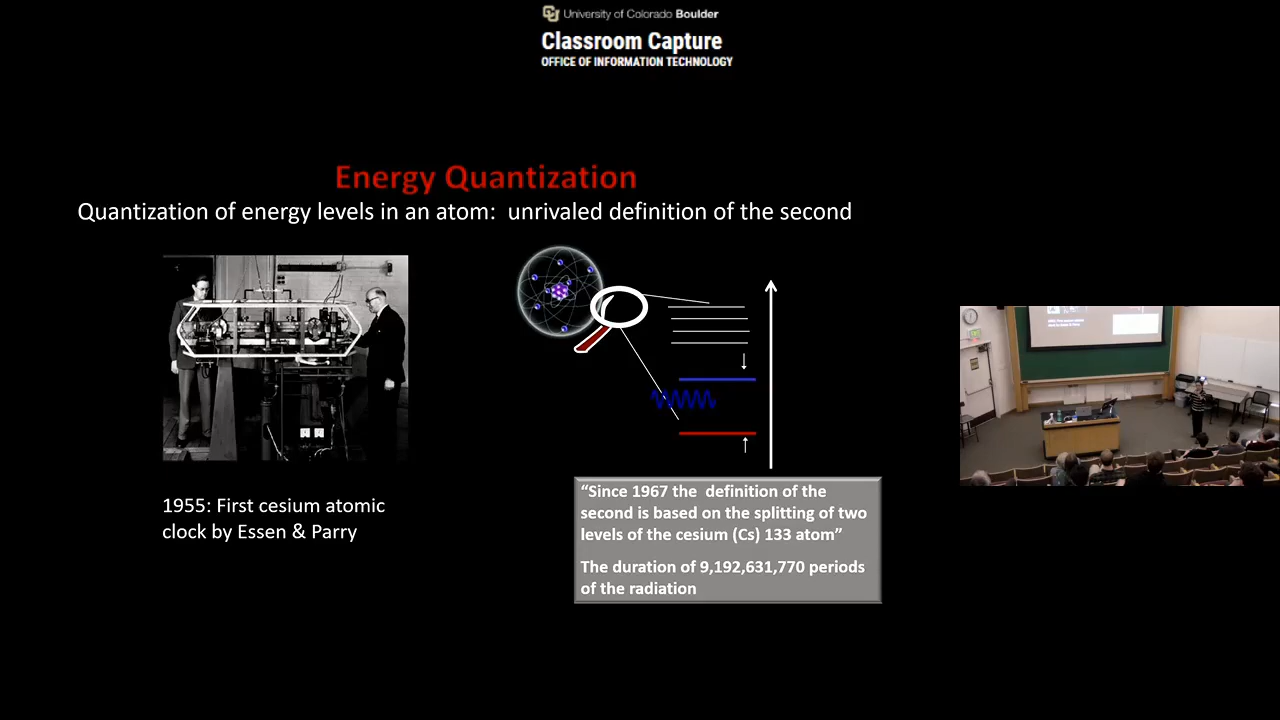 University of Colorado Boulder
Classroom Capture
OFFICE OF INFORMATION TECHNOLOGY
Energy Quantization
Quantization of energy levels in an atom:  unrivaled definition of the second
1955: First cesium atomic
clock by Essen & Parry
“Since 1967 the  definition of the
second is based on the splitting of two
levels of the cesium (Cs) 133 atom”
The duration of 9,192,631,770 periods
of the radiation